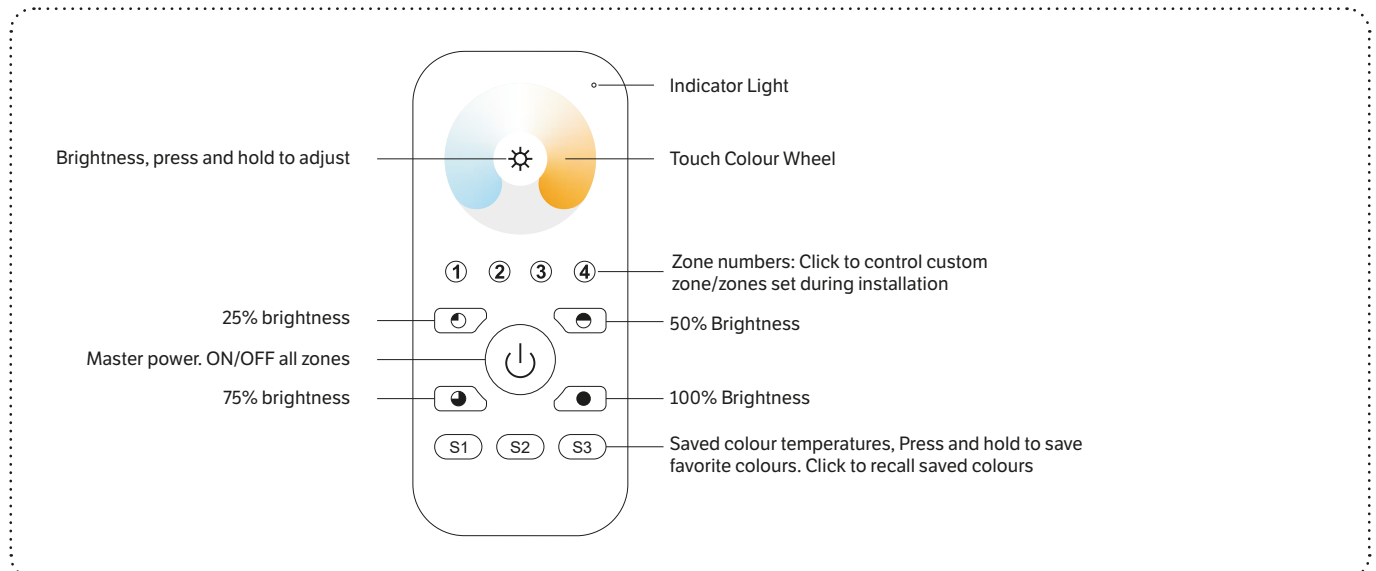 Indicator Light
Brightness, press and hold to adjust
Touch Colour Wheel
1 2 3 4
Zone numbers: Click to control custom
zone/zones set during installation
25% brightness
50% Brightness
Master power. ON/OFF all zones
75% brightness
100% Brightness
S1 S2 S3
Saved colour temperatures, Press and hold to save
favorite colours. Click to recall saved colours